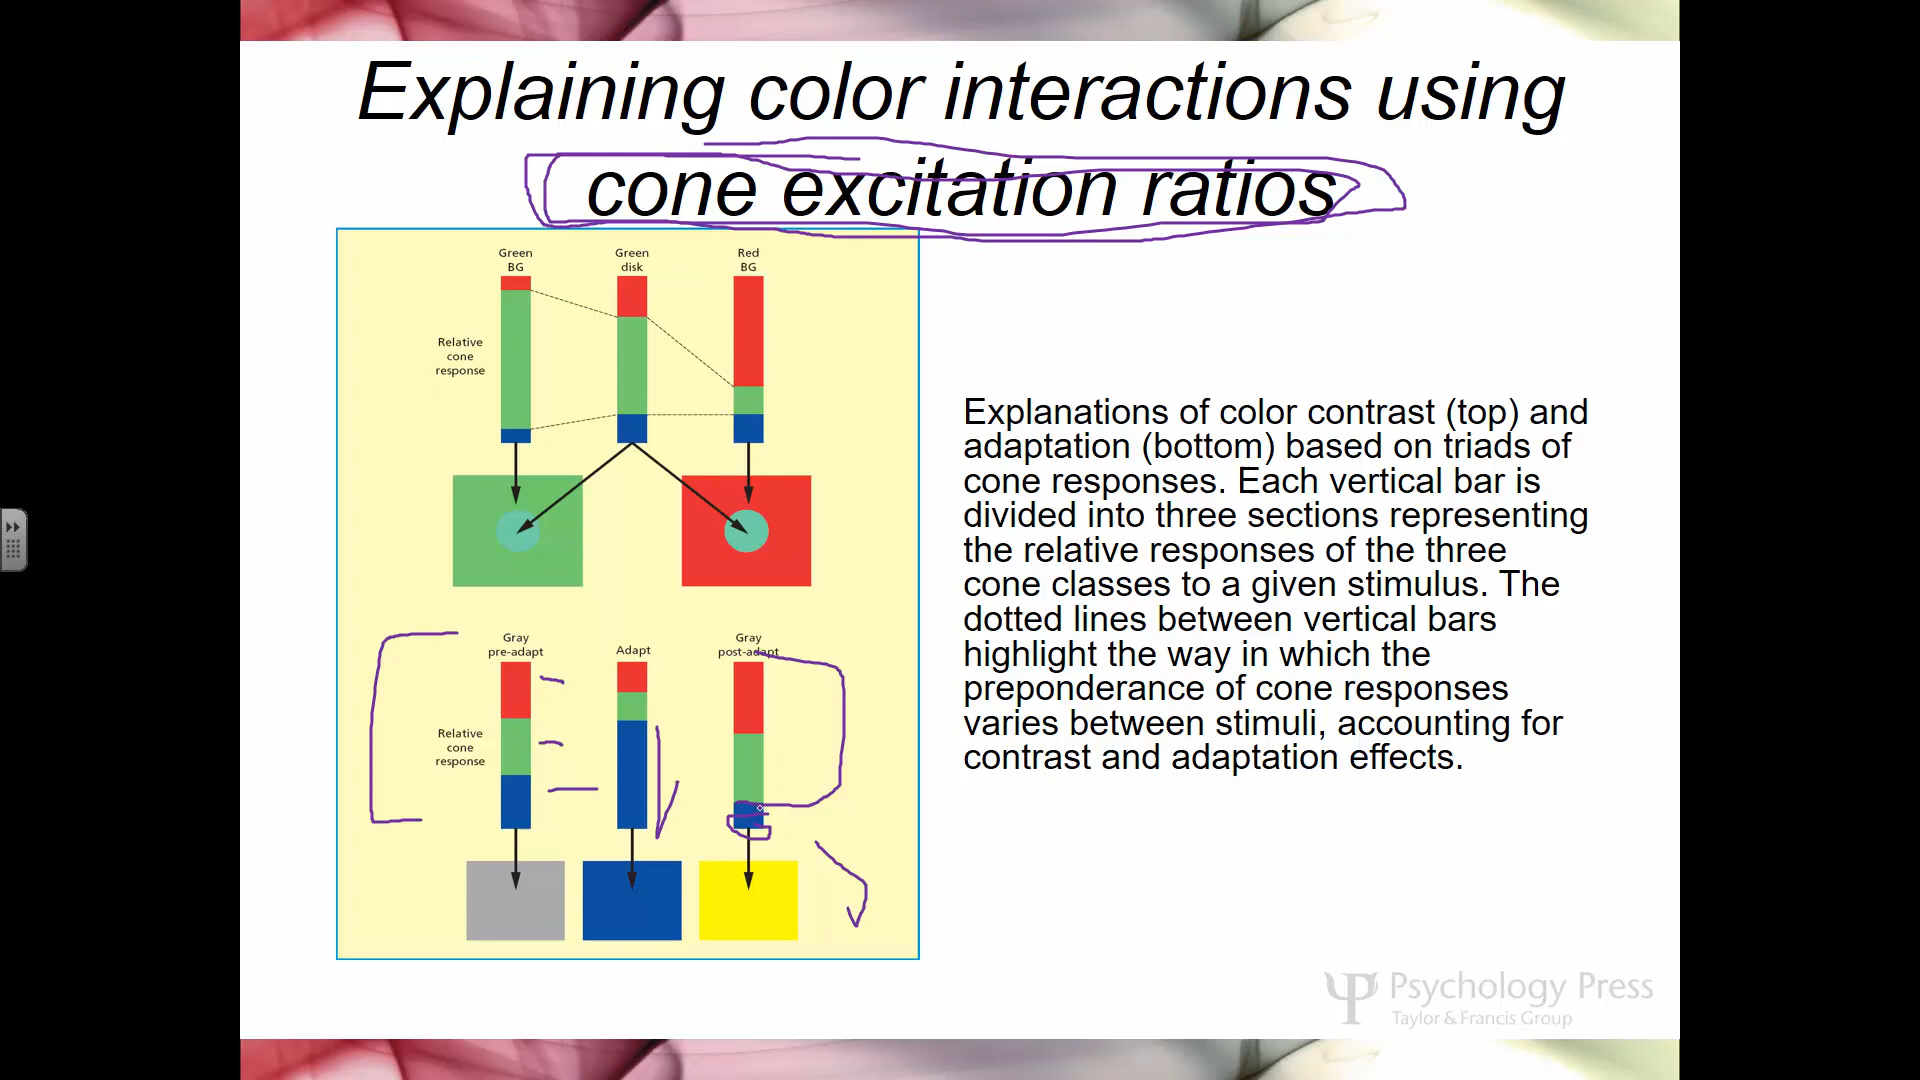 Explaining color interactions using
cone excitation ratios
Green
BG
Green
disk
Red
BG
Relative
cone
response
Gray
pre-adapt
Adapt
Gray
post-adapt
Relative
cone
response
Explanations of color contrast (top) and
adaptation (bottom) based on triads of
cone responses. Each vertical bar is
divided into three sections representing
the relative responses of the three
cone classes to a given stimulus. The
dotted lines between vertical bars
highlight the way in which the
preponderance of cone responses
varies between stimuli, accounting for
contrast and adaptation effects.
Psychology Press
Taylor & Francis Group